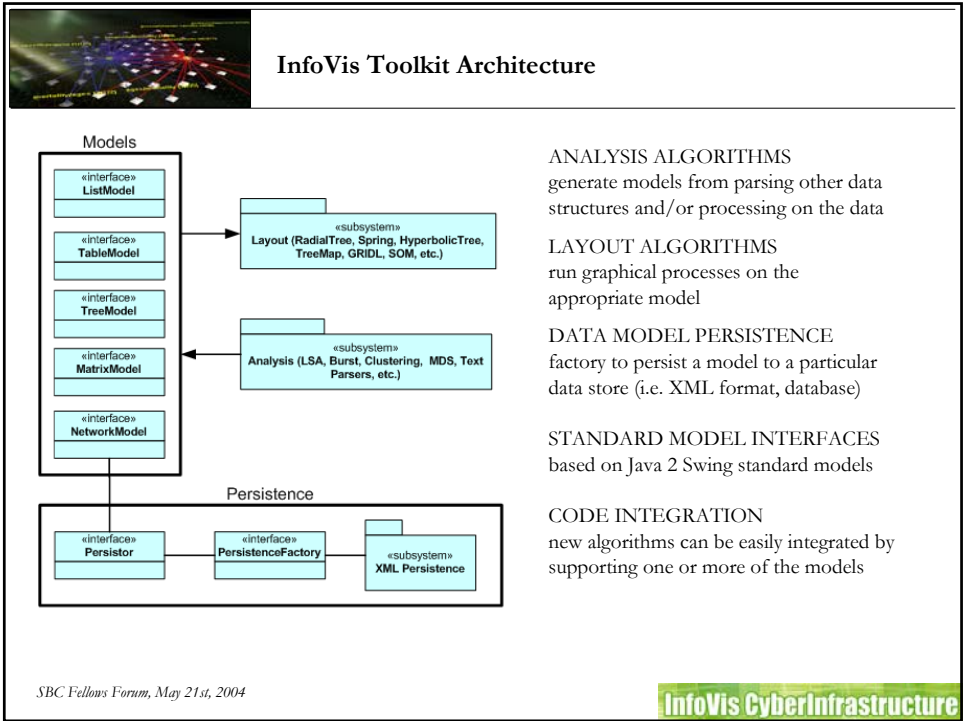 InfoVis Toolkit Architecture
Models
«interface»
ListModel
«interface»
TableModel
«interface»
TreeModel
«interface»
MatrixModel
«interface»
NetworkModel
«subsystem»
Layout (RadialTree, Spring, HyperbolicTree,
TreeMap, GRIDL, SOM, etc.)
«subsystem»
Analysis (LSA, Burst, Clustering, MDS, Text
Parsers, etc.)
Persistence
«interface»
Persistor
«interface»
PersistenceFactory
«subsystem»
XML Persistence
ANALYSIS ALGORITHMS
generate models from parsing other data
structures and/or processing on the data
LAYOUT ALGORITHMS
run graphical processes on the
appropriate model
DATA MODEL PERSISTENCE
factory to persist a model to a particular
data store (i.e. XML format, database)
STANDARD MODEL INTERFACES
based on Java 2 Swing standard models
CODE INTEGRATION
new algorithms can be easily integrated by
supporting one or more of the models
SBC Fellows Forum, May 21st, 2004
InfoVis CyberInfrastructure